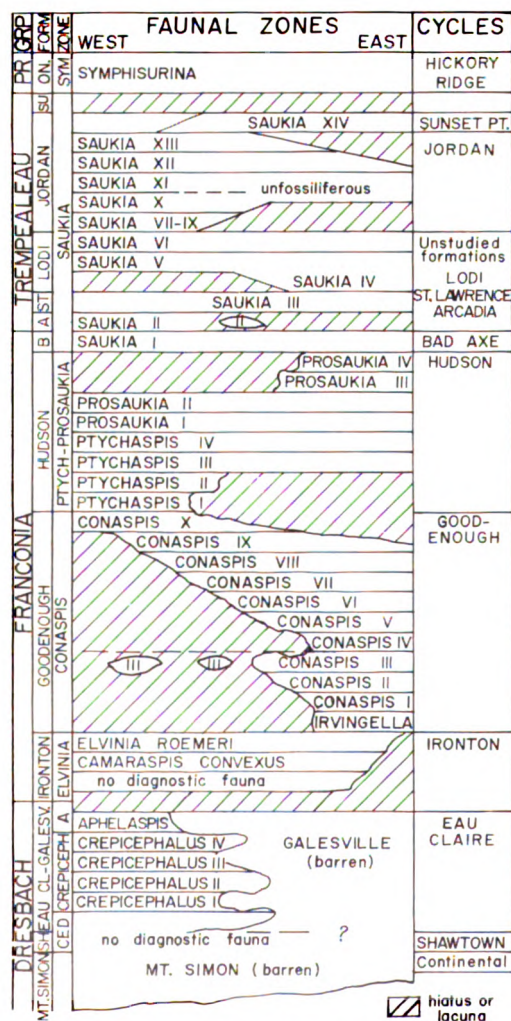 PR GRP FORM ZONE FAUNAL ZONES CYCLES
WEST EAST
SU ON. SYM SYMPHISURINA HICKORY
RIDGE
SAUKIA XIV SUNSET PT.
TREMPEALEAU JORDAN SAUKIA SAUKIA XIII JORDAN
SAUKIA XII
SAUKIA XI
unfossiliferous
SAUKIA X
SAUKIA VII-IX
LODI SAUKIA VI Unstudied
formations
SAUKIA V LODI
SAUKIA IV
ST SAUKIA III ST. LAWRENCE
A SAUKIA II II ARCADIA
B SAUKIA I BAD AXE
FRANCONIA HUDSON PTYCH-PROSAUKIA PROSAUKIA IV HUDSON
PROSAUKIA III
PROSAUKIA II
PROSAUKIA I
PTYCHASPIS IV
PTYCHASPIS III
PTYCHASPIS II
PTYCHASPIS I
GOODENOUGH CONASPIS CONASPIS X GOOD-
ENOUGH
CONASPIS IX
CONASPIS VIII
CONASPIS VII
CONASPIS VI
CONASPIS V
CONASPIS IV
III III CONASPIS III
CONASPIS II
CONASPIS I
IRVINGELLA
IRONTON ELVINIA ELVINIA ROEMERI IRONTON
CAMARASPIS CONVEXUS
no diagnostic fauna
DRESBACH MT. SIMON SH EAU CL-GALESV. CED CREPICEPH A APHELASPIS EAU
CLAIRE
CREPICEPHALUS IV GALESVILLE
(barren)
CREPICEPHALUS III
CREPICEPHALUS II
CREPICEPHALUS I
no diagnostic fauna ? SHAWTOWN
MT. SIMON (barren) Continental
hiatus or
lacuna